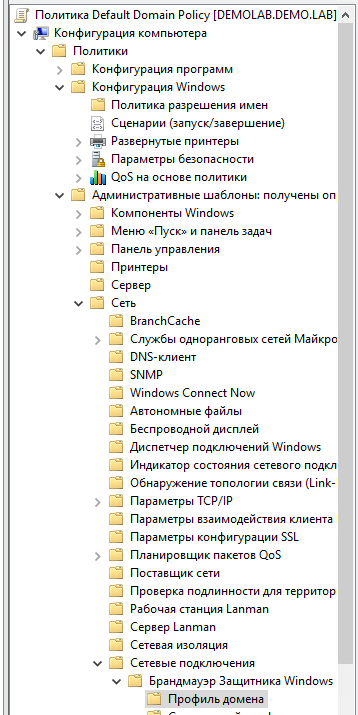 Политика Default Domain Policy [DEMOLAB.DEMO.LAB]
Конфигурация компьютера
Политики
Конфигурация программ
Конфигурация Windows
Политика разрешения имен
Сценарии (запуск/завершение)
Развернутые принтеры
Параметры безопасности
QoS на основе политики
Административные шаблоны: получены оп
Компоненты Windows
Меню «Пуск» и панель задач
Панель управления
Принтеры
Сервер
Сеть
BranchCache
Службы одноранговых сетей Майкро
DNS-клиент
SNMP
Windows Connect Now
Автономные файлы
Беспроводной дисплей
Диспетчер подключений Windows
Индикатор состояния сетевого подкл
Обнаружение топологии связи (Link-
Параметры TCP/IP
Параметры взаимодействия клиента
Параметры конфигурации SSL
Планировщик пакетов QoS
Поставщик сети
Проверка подлинности для территор
Рабочая станция Lanman
Сервер Lanman
Сетевая изоляция
Сетевые подключения
Брандмауэр Защитника Windows
Профиль домена